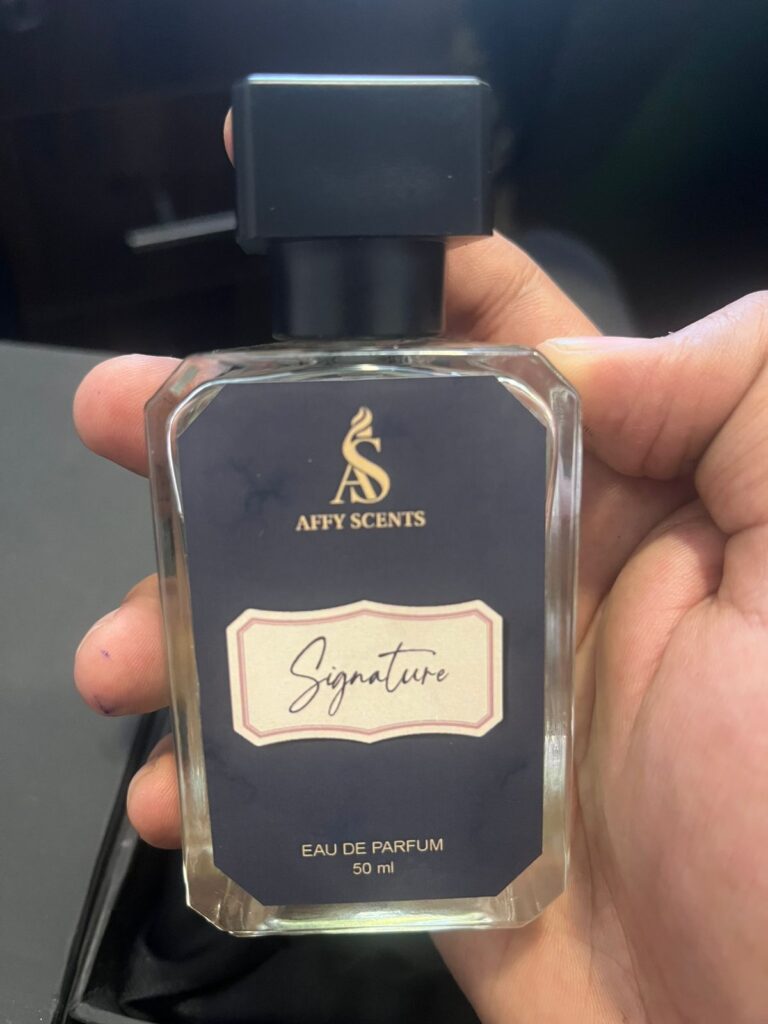 AS
AFFY SCENTS
Signature
EAU DE PARFUM
50 ml